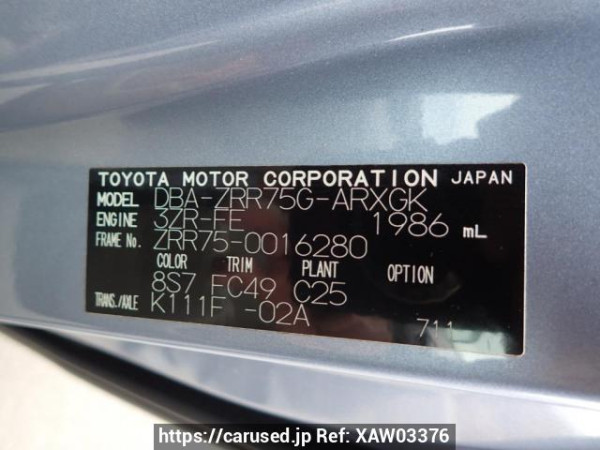 TOYOTA MOTOR CORPORATION JAPAN
MODEL DBA-ZRR75G-ARXGK
ENGINE 3ZR-FE 1986 mL
FRAME No. ZRR75-0016280
COLOR TRIM PLANT OPTION
8S7 FC49 C25
TRANS./AXLE K111F -02A
711
https://carused.jp Ref: XAW03376